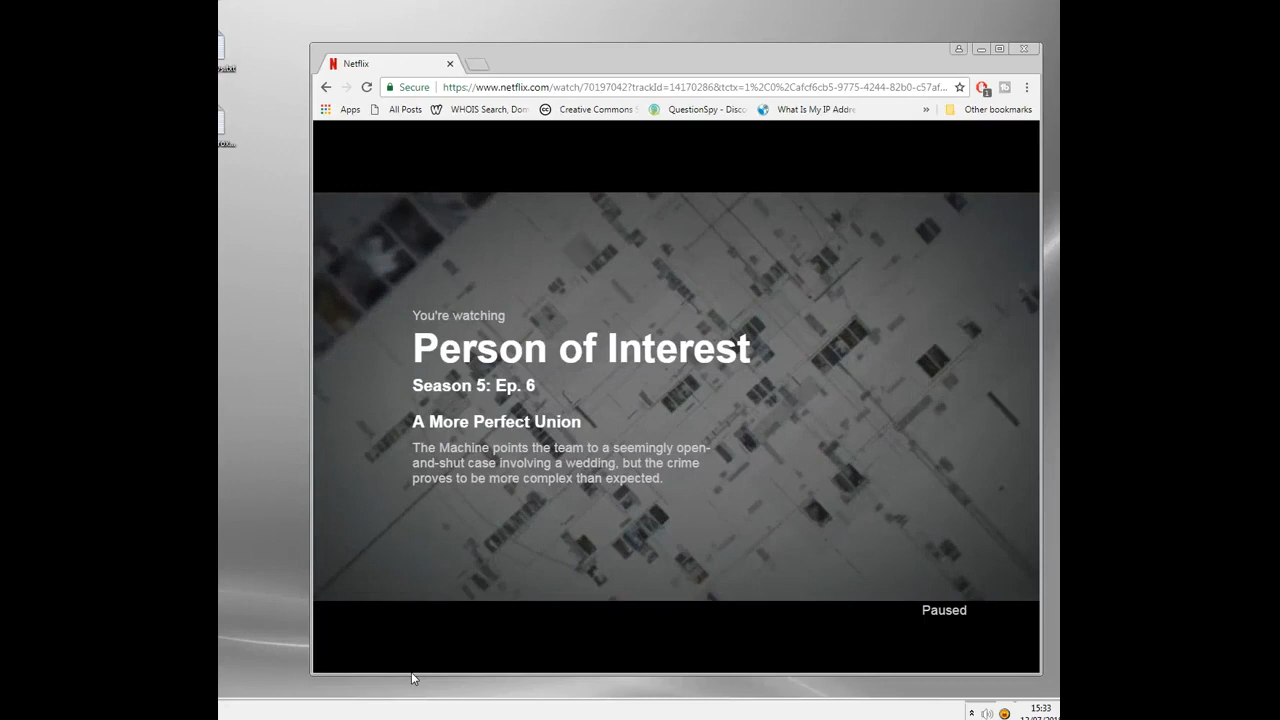 Netflix
Secure
https://www.netflix.com/watch/70197042?trackId=14170286&tctx=1%2C0%2Cafcf6cb5-9775-4244-82b0-c57af...
1
Apps
All Posts
WHOIS Search, Dom
Creative Commons
QuestionSpy - Disco
What Is My IP Addre
»
Other bookmarks
You're watching
Person of Interest
Season 5: Ep. 6
A More Perfect Union
The Machine points the team to a seemingly open-
and-shut case involving a wedding, but the crime
proves to be more complex than expected.
Paused
15:33